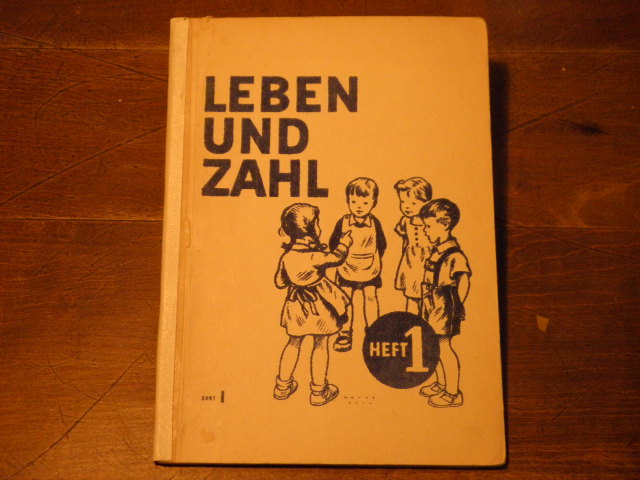 LEBEN
UND
ZAHL
HEFT 1